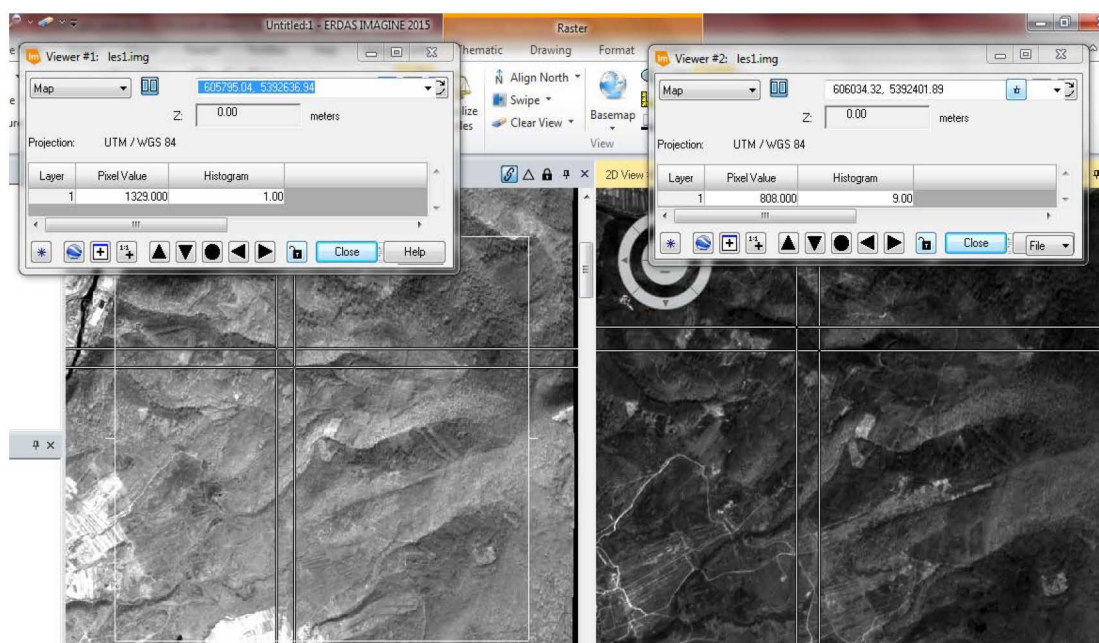 Untitled:1 - ERDAS IMAGINE 2015
Raster
Thematic
Drawing
Format
Align North
Swipe
Clear View
Basemap
View
Viewer #1: les1.img
Map
605795.04, 5392636.94
Z: 0.00 meters
Projection: UTM / WGS 84
Layer Pixel Value Histogram
1 1329.000 1.00
Close
Help
Viewer #2: les1.img
Map
606034.32, 5392401.89
Z: 0.00 meters
Projection: UTM / WGS 84
Layer Pixel Value Histogram
1 808.000 9.00
Close
File
2D View